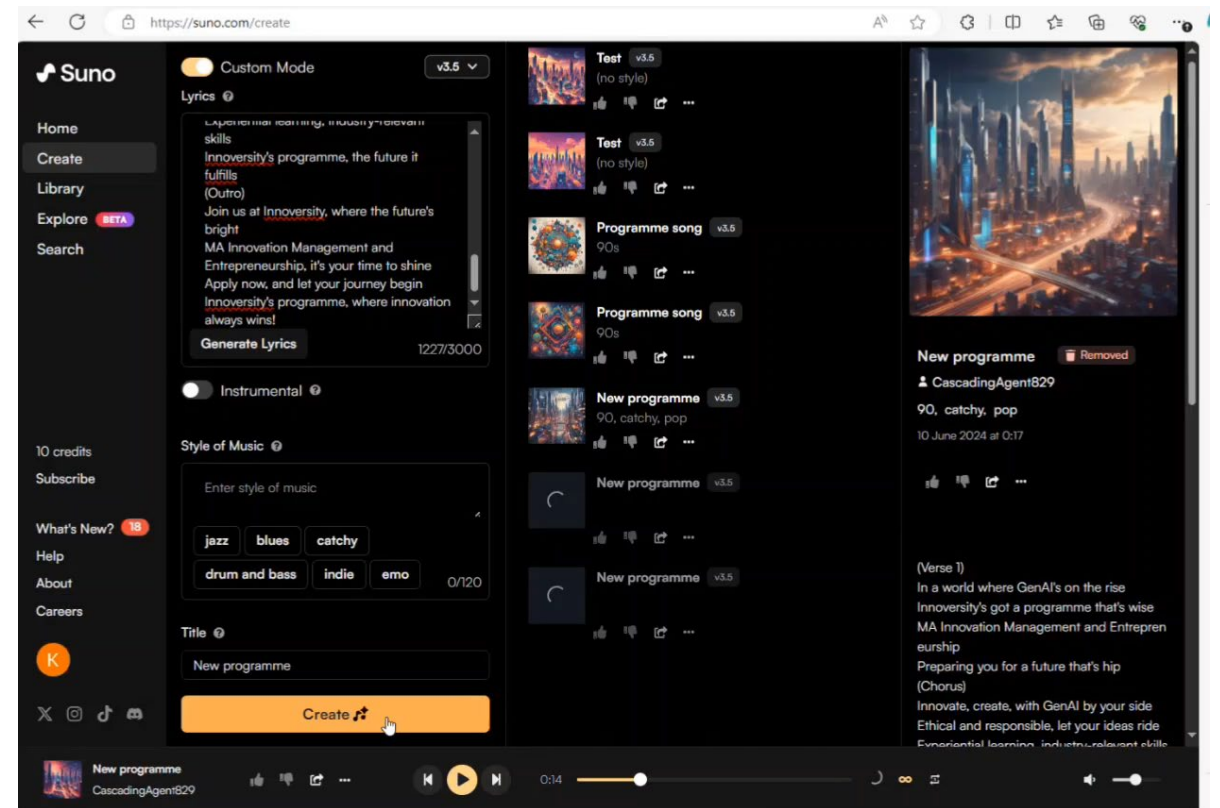 https://suno.com/create
Suno
Home
Create
Library
Explore BETA
Search
10 credits
Subscribe
What's New? 18
Help
About
Careers
K
Custom Mode
v3.5
Lyrics
Experiential learning, industry-relevant
skills
Innoversity's programme, the future it
fulfills
(Outro)
Join us at Innoversity, where the future's
bright
MA Innovation Management and
Entrepreneurship, it's your time to shine
Apply now, and let your journey begin
Innoversity's programme, where innovation
always wins!
Generate Lyrics
1227/3000
Instrumental
Style of Music
Enter style of music
jazz blues catchy
drum and bass indie emo
0/120
Title
New programme
Create
Test v3.5
(no style)
Test v3.5
(no style)
Programme song v3.5
90s
Programme song v3.5
90s
New programme v3.5
90, catchy, pop
New programme v3.5
New programme v3.5
New programme Removed
CascadingAgent829
90, catchy, pop
10 June 2024 at 0:17
(Verse 1)
In a world where GenAI's on the rise
Innoversity's got a programme that's wise
MA Innovation Management and Entrepren
eurship
Preparing you for a future that's hip
(Chorus)
Innovate, create, with GenAI by your side
Ethical and responsible, let your ideas ride
Experiential learning, industry-relevant skills
New programme
CascadingAgent829
0:14